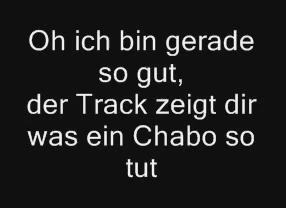 Oh ich bin gerade
so gut,
der Track zeigt dir
was ein Chabo so
tut